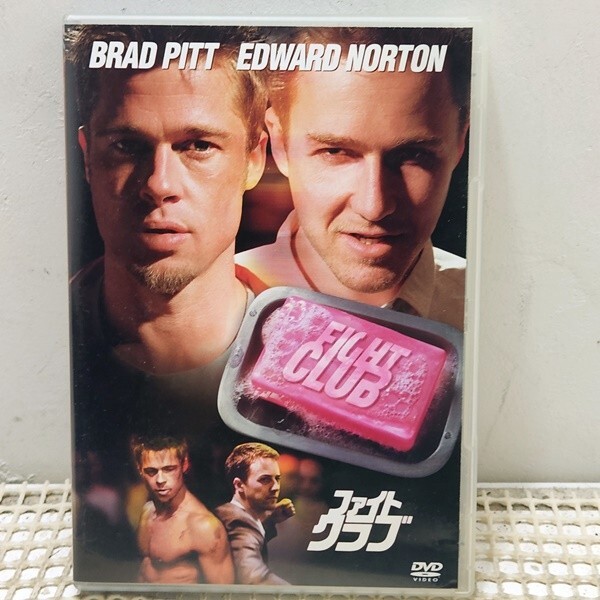 BRAD PITT EDWARD NORTON
FIGHT
CLUB
ファイト
クラブ
DVD
VIDEO